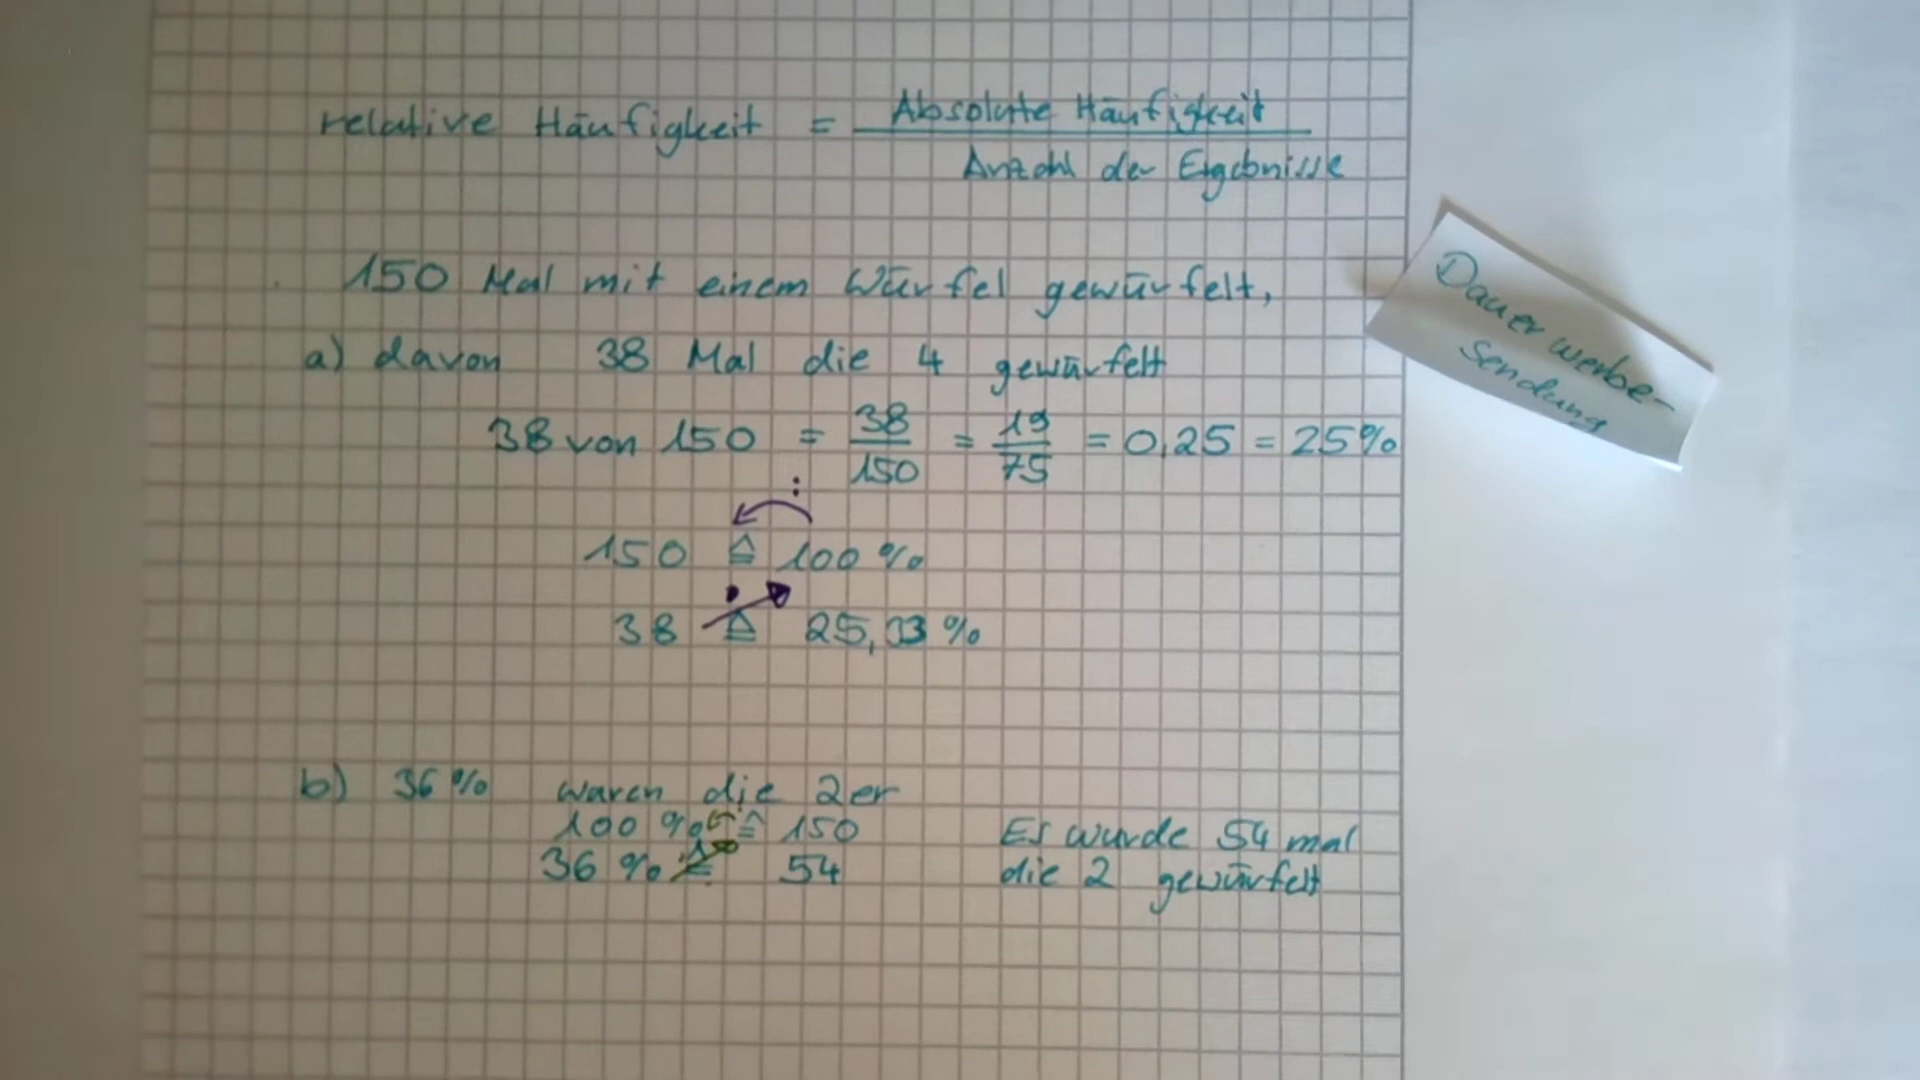 relative Häufigkeit = Absolute Häufigkeit
Anzahl der Ergebnisse
150 Mal mit einem Würfel gewürfelt,
a) davon 38 Mal die 4 gewürfelt
38 von 150 = 38/150 = 19/75 = 0,25 = 25%
:
150 ≙ 100 %
·
38 ≙ 25,33 %
b) 36 % waren die 2er
100 % ≙ 150
36 % ≙ 54
Es wurde 54 mal
die 2 gewürfelt
Dauerwerbe-
sendung